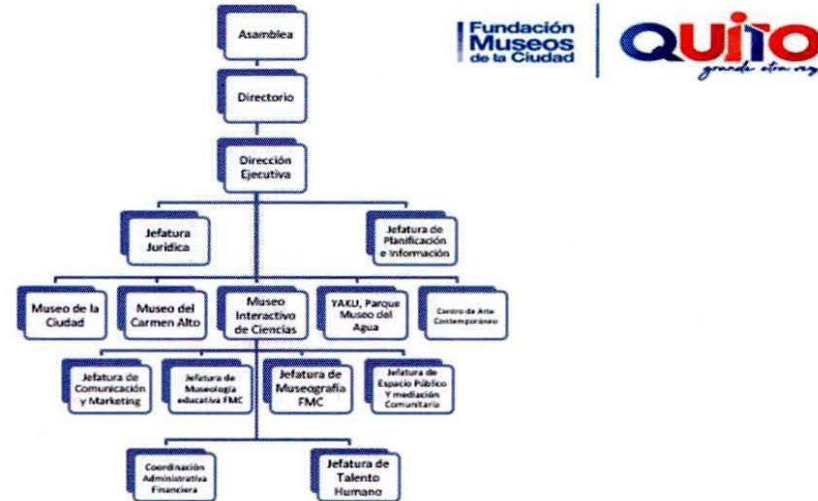 Fundación
Museos
de la Ciudad
QUITO
grande otra vez
Asamblea
Directorio
Dirección
Ejecutiva
Jefatura
Jurídica
Jefatura de
Planificación
e Información
Museo de la
Ciudad
Museo del
Carmen Alto
Museo
Interactivo
de Ciencias
YAKU, Parque
Museo del
Agua
Centro de Arte
Contemporáneo
Jefatura de
Comunicación
y Marketing
Jefatura de
Museología
educativa FMC
Jefatura de
Museografía
FMC
Jefatura de
Espacio Público
Y mediación
Comunitaria
Coordinación
Administrativa
Financiera
Jefatura de
Talento
Humano